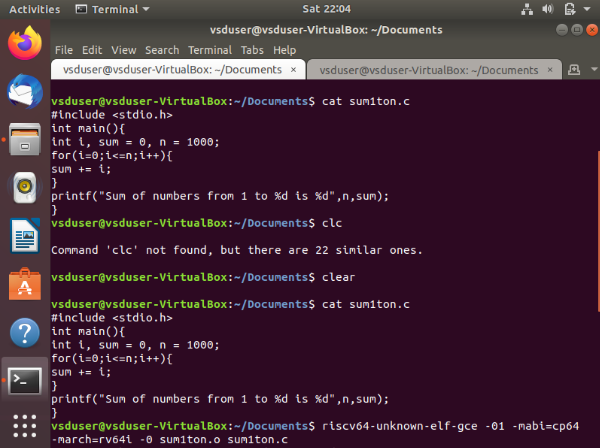 Activities Terminal Sat 22:04
vsduser@vsduser-VirtualBox: ~/Documents
File Edit View Search Terminal Tabs Help
vsduser@vsduser-VirtualBox: ~/Documents × vsduser@vsduser-VirtualBox: ~/Documents ×
vsduser@vsduser-VirtualBox:~/Documents$ cat sum1ton.c
#include <stdio.h>
int main(){
int i, sum = 0, n = 1000;
for(i=0;i<=n;i++){
sum += i;
}
printf("Sum of numbers from 1 to %d is %d",n,sum);
}
vsduser@vsduser-VirtualBox:~/Documents$ clc
Command 'clc' not found, but there are 22 similar ones.
vsduser@vsduser-VirtualBox:~/Documents$ clear
vsduser@vsduser-VirtualBox:~/Documents$ cat sum1ton.c
#include <stdio.h>
int main(){
int i, sum = 0, n = 1000;
for(i=0;i<=n;i++){
sum += i;
}
printf("Sum of numbers from 1 to %d is %d",n,sum);
}
vsduser@vsduser-VirtualBox:~/Documents$ riscv64-unknown-elf-gce -01 -mabi=cp64
-march=rv64i -0 sum1ton.o sum1ton.c